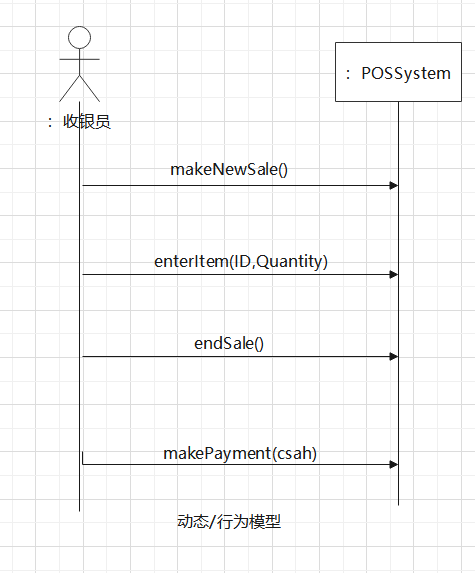 : POSSystem
: 收银员
makeNewSale()
enterItem(ID,Quantity)
endSale()
makePayment(csah)
动态/行为模型